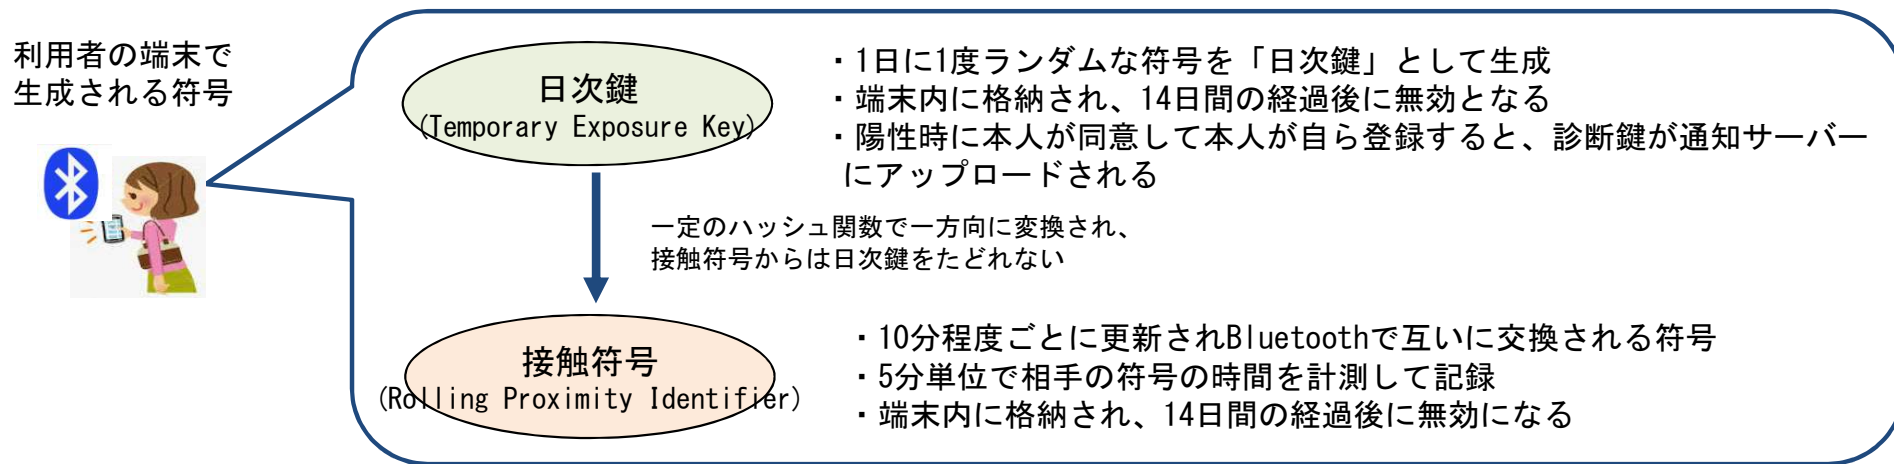 利用者の端末で
生成される符号
日次鍵
(Temporary Exposure Key)
・1日に1度ランダムな符号を「日次鍵」として生成
・端末内に格納され、14日間の経過後に無効となる
・陽性時に本人が同意して本人が自ら登録すると、診断鍵が通知サーバー
にアップロードされる
一定のハッシュ関数で一方向に変換され、
接触符号からは日次鍵をたどれない
接触符号
(Rolling Proximity Identifier)
・10分程度ごとに更新されBluetoothで互いに交換される符号
・5分単位で相手の符号の時間を計測して記録
・端末内に格納され、14日間の経過後に無効になる